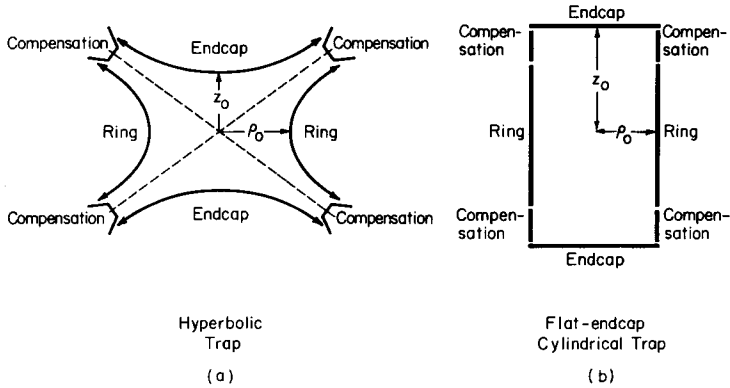 Compensation
Endcap
Compensation
z₀
Ring
ρ₀
Ring
Compensation
Endcap
Compensation
Hyperbolic
Trap
(a)
Endcap
Compen-
sation
Compen-
sation
z₀
Ring
ρ₀
Ring
Compen-
sation
Compen-
sation
Endcap
Flat-endcap
Cylindrical Trap
(b)